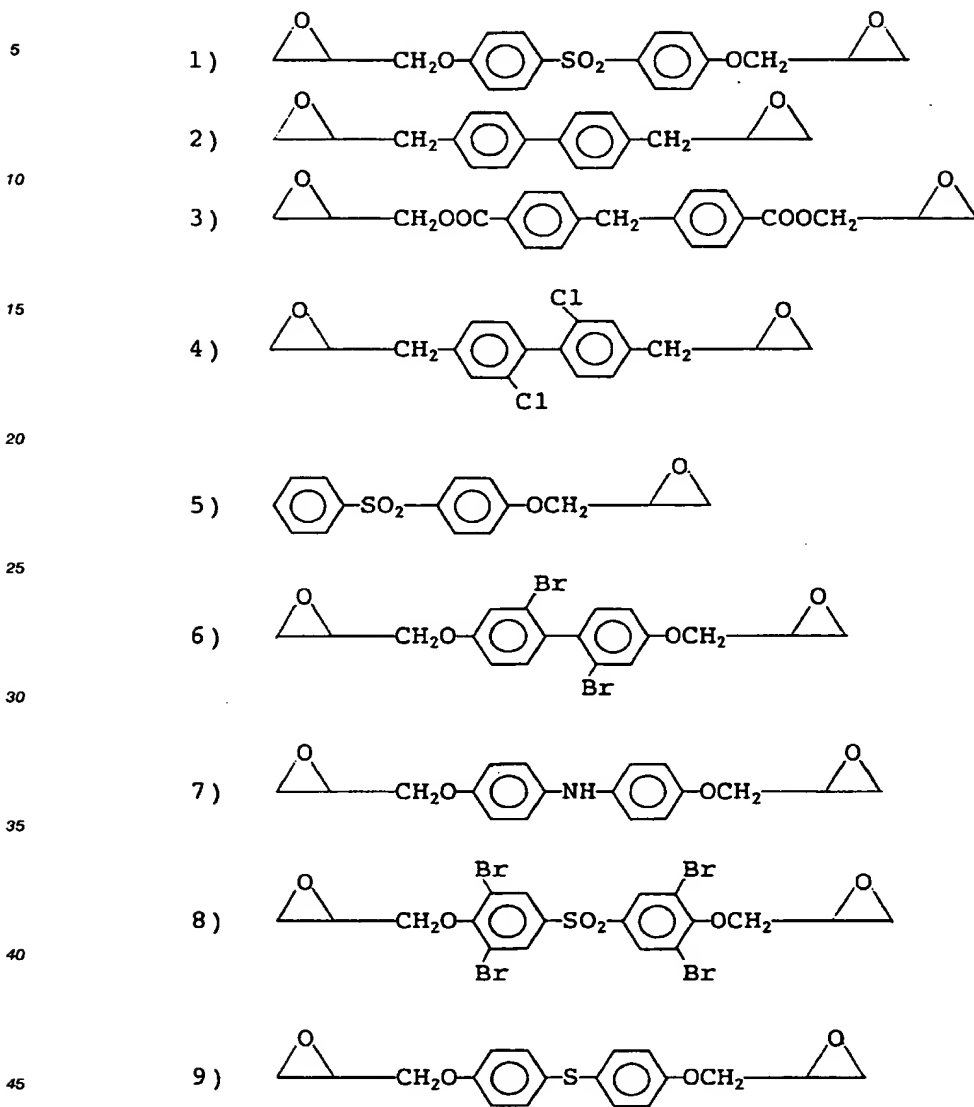 O O
5
1) CH₂O SO₂ OCH₂
O O
2) CH₂ CH₂
10
O O
3) CH₂OOC CH₂ COOCH₂
15
O Cl O
4) CH₂ CH₂
Cl
20
O
5) SO₂ OCH₂
25
O Br O
6) CH₂O OCH₂
Br
30
O O
7) CH₂O NH OCH₂
35
O Br Br O
8) CH₂O SO₂ OCH₂
40
Br Br
O O
9) CH₂O S OCH₂
45